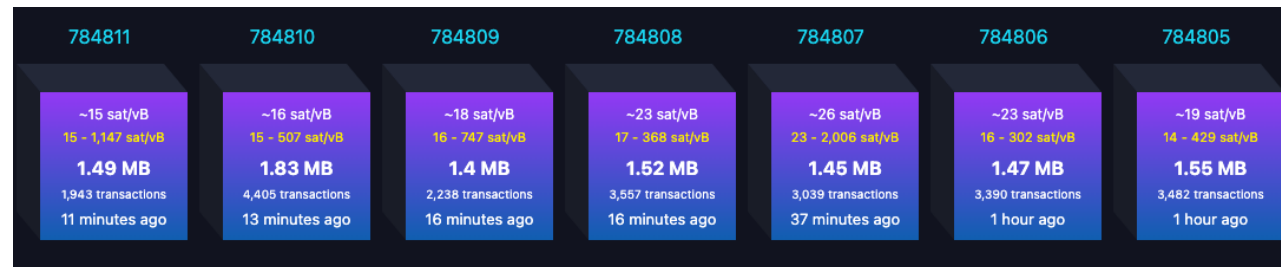 784811
~15 sat/vB
15 - 1,147 sat/vB
1.49 MB
1,943 transactions
11 minutes ago
784810
~16 sat/vB
15 - 507 sat/vB
1.83 MB
4,405 transactions
13 minutes ago
784809
~18 sat/vB
16 - 747 sat/vB
1.4 MB
2,238 transactions
16 minutes ago
784808
~23 sat/vB
17 - 368 sat/vB
1.52 MB
3,557 transactions
16 minutes ago
784807
~26 sat/vB
23 - 2,006 sat/vB
1.45 MB
3,039 transactions
37 minutes ago
784806
~23 sat/vB
16 - 302 sat/vB
1.47 MB
3,390 transactions
1 hour ago
784805
~19 sat/vB
14 - 429 sat/vB
1.55 MB
3,482 transactions
1 hour ago